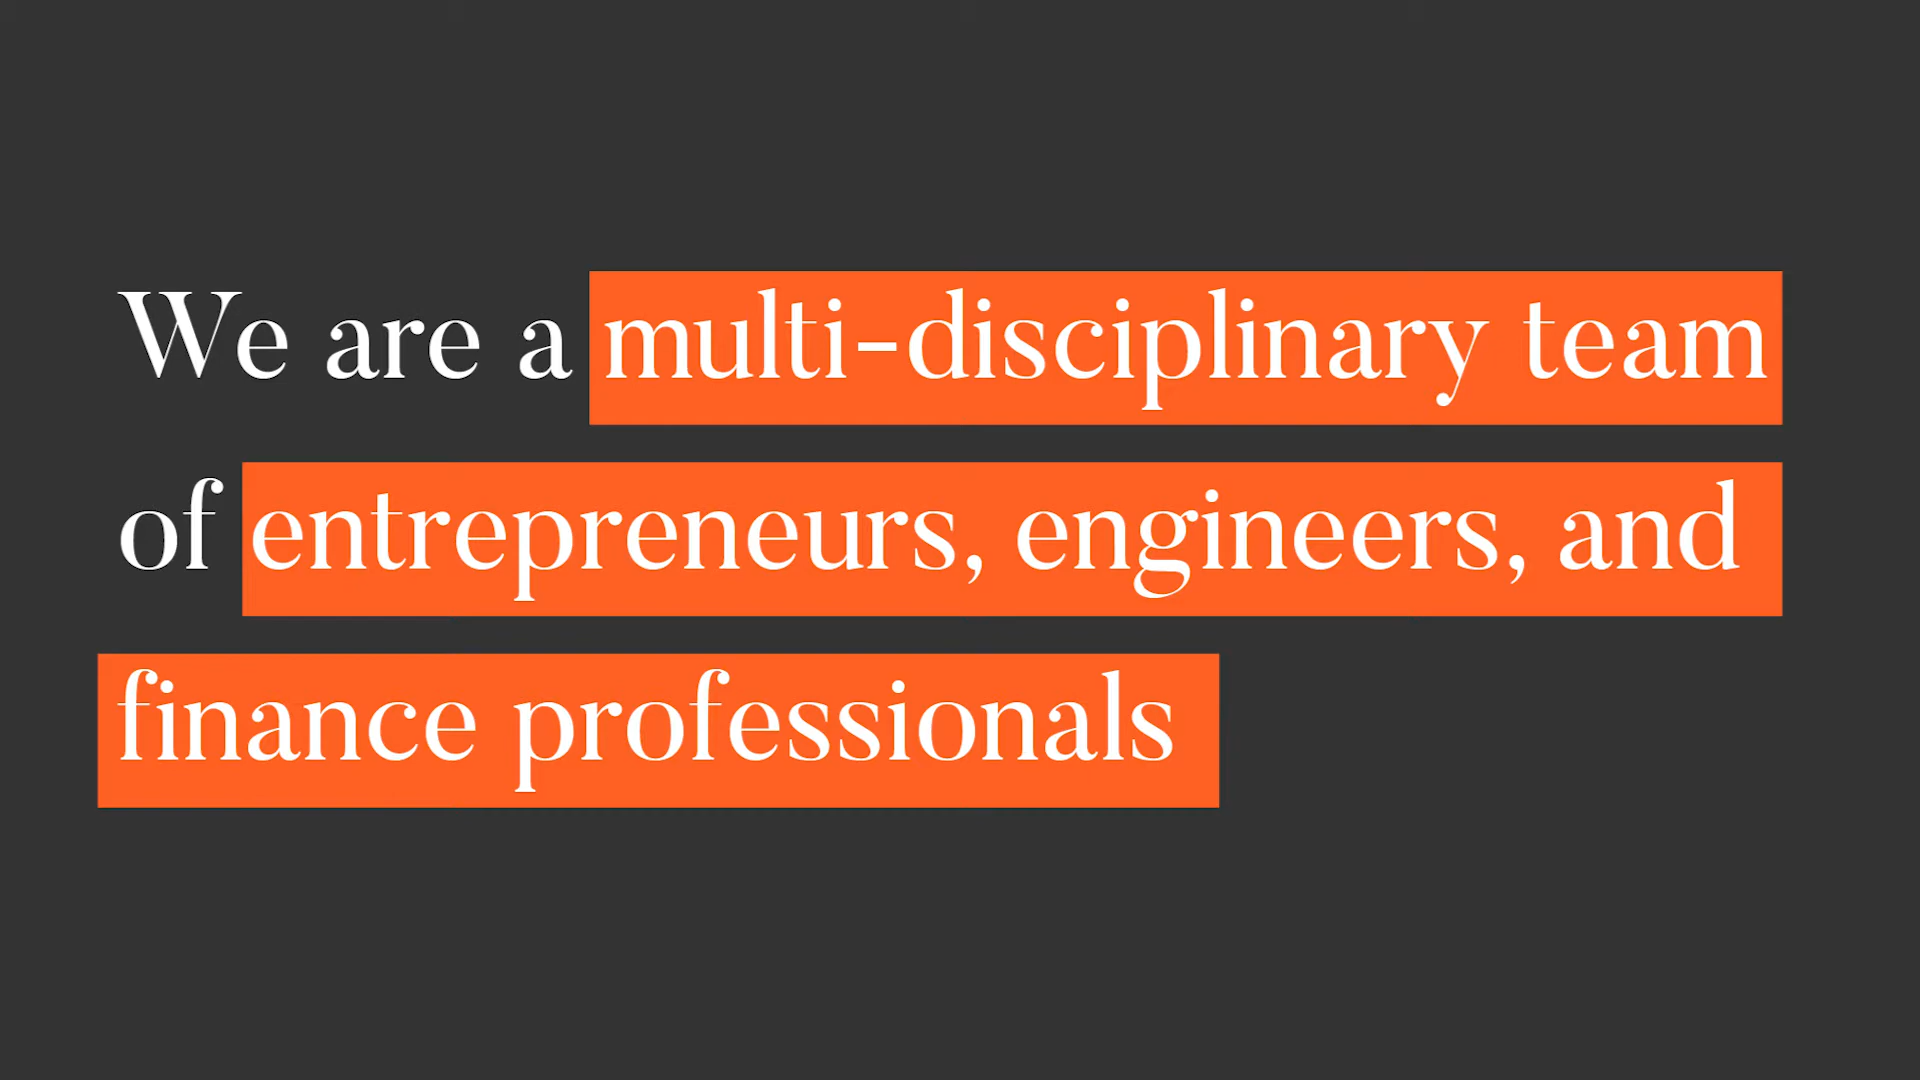 We are a multi-disciplinary team
of entrepreneurs, engineers, and
finance professionals